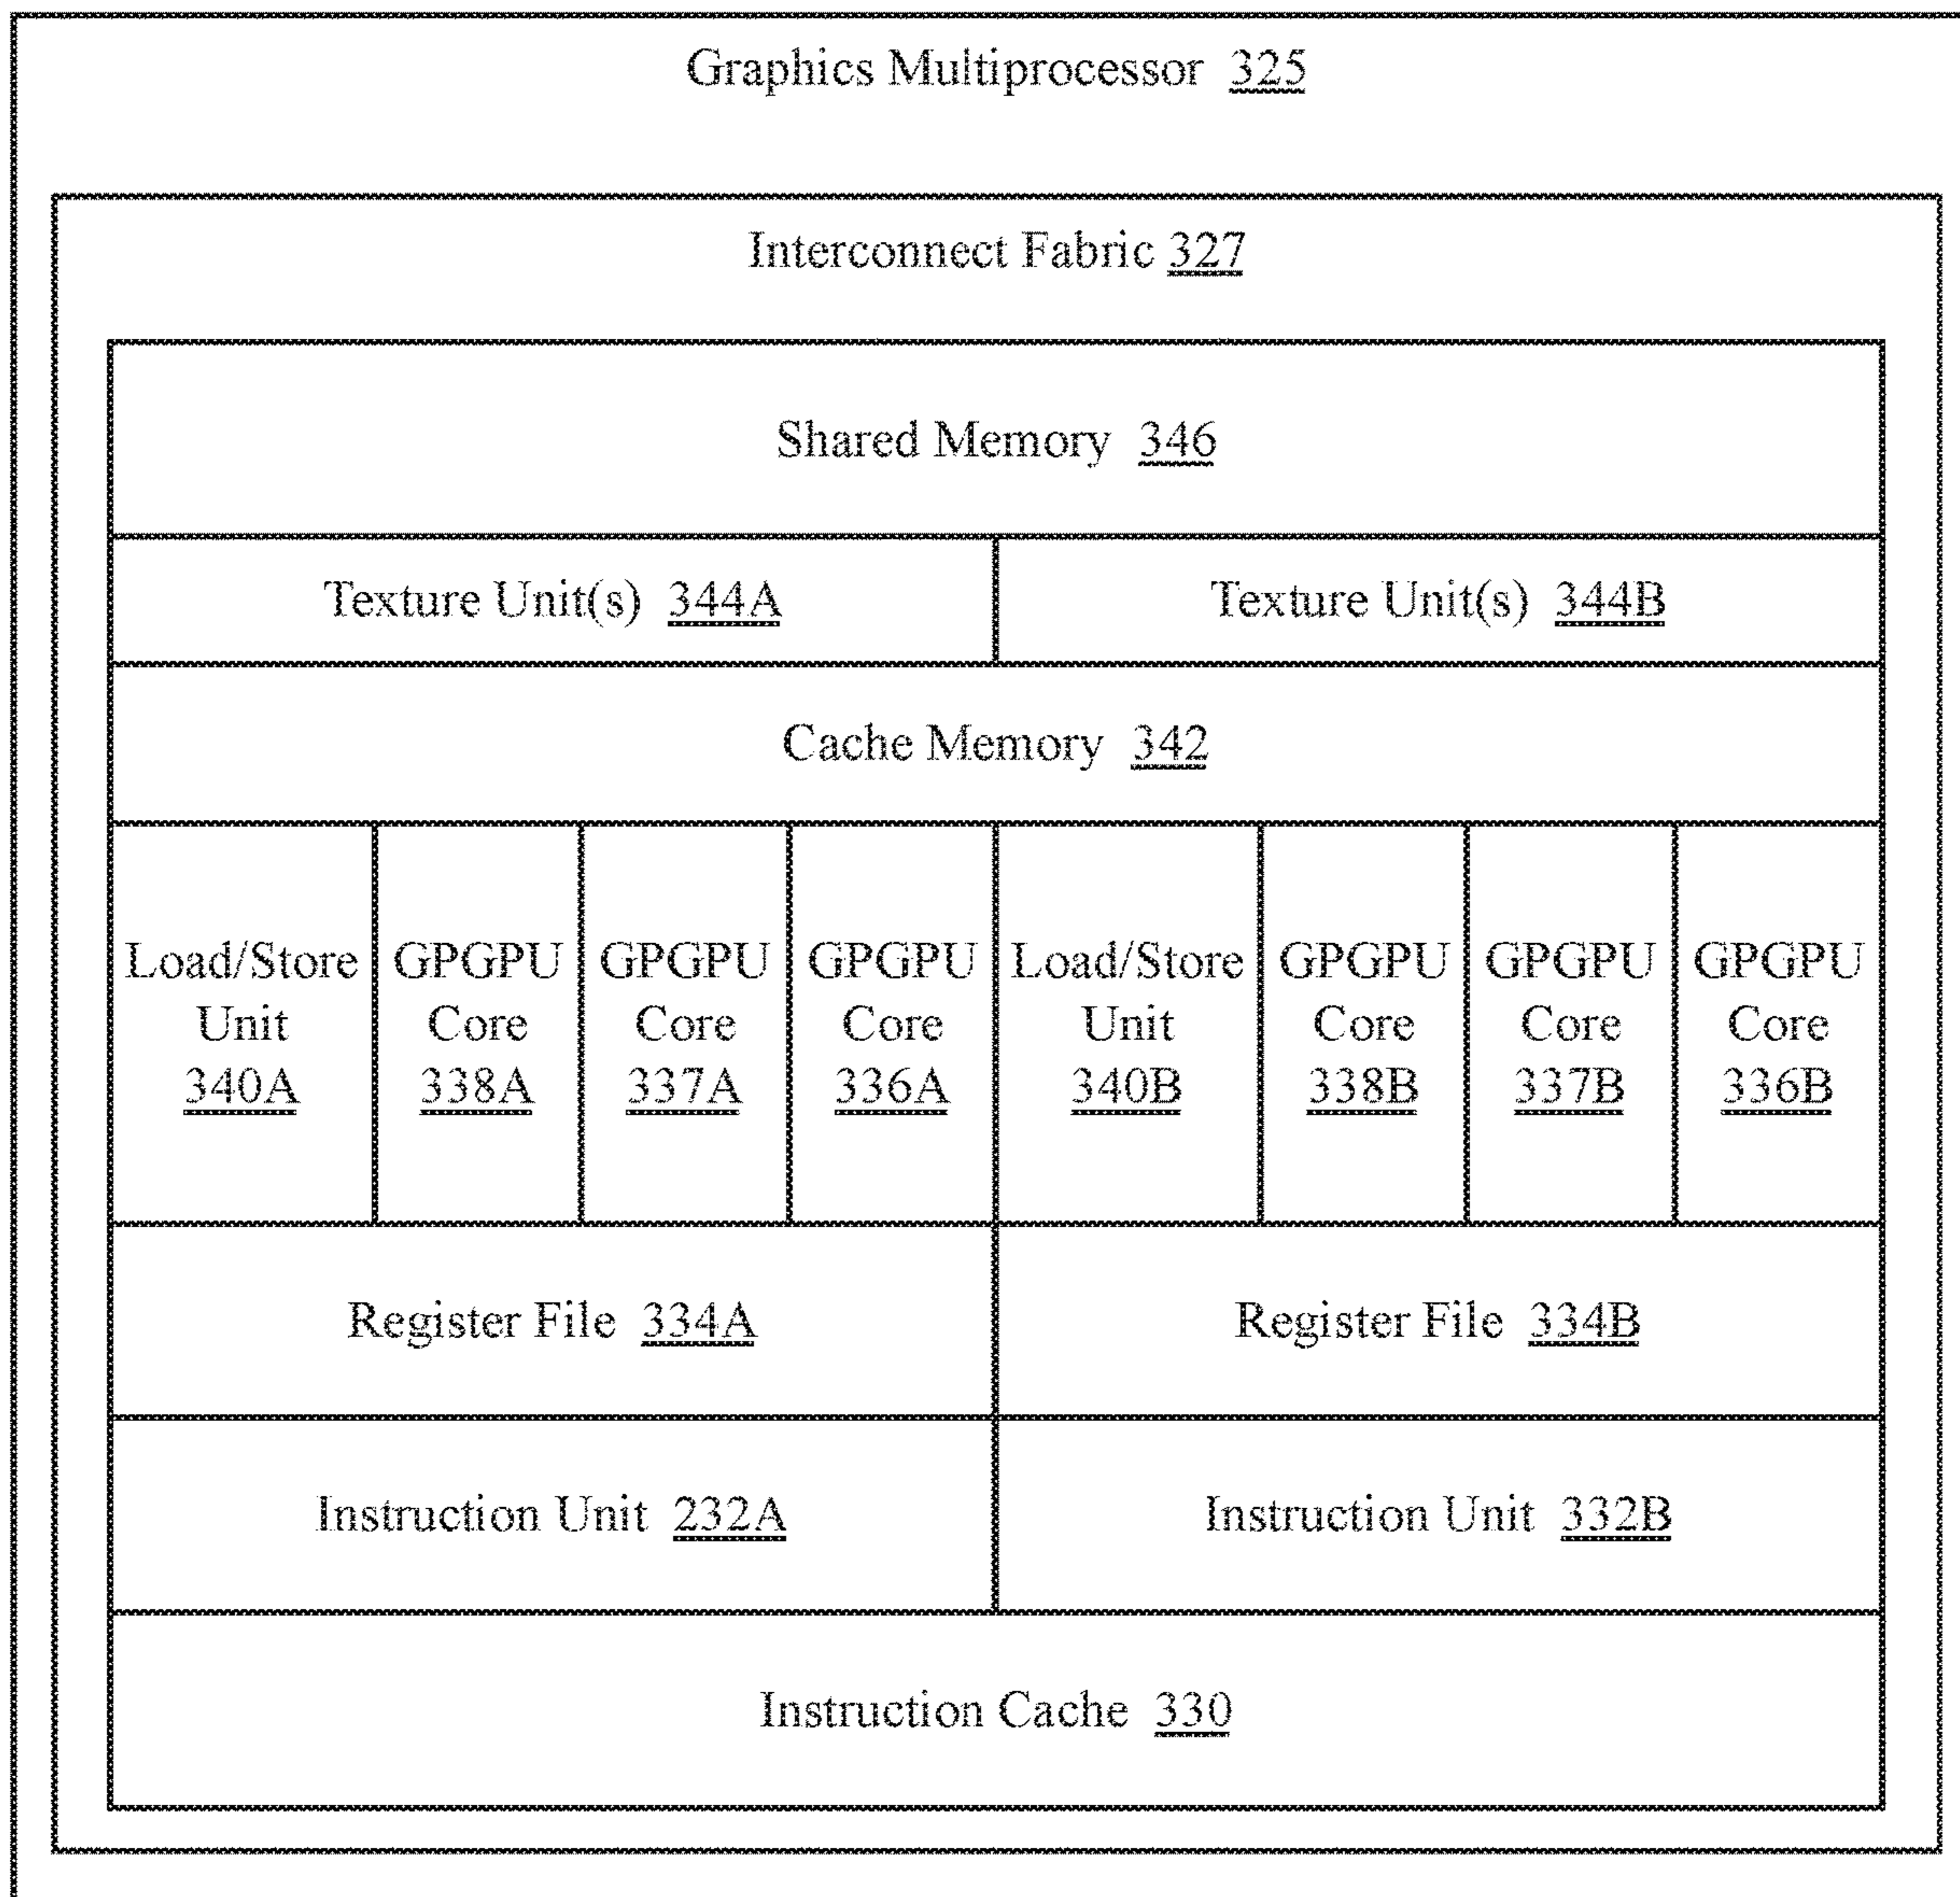 Graphics Multiprocessor 325
Interconnect Fabric 327
Shared Memory 346
Texture Unit(s) 344A
Texture Unit(s) 344B
Cache Memory 342
Load/Store
Unit
340A
GPGPU
Core
338A
GPGPU
Core
337A
GPGPU
Core
336A
Load/Store
Unit
340B
GPGPU
Core
338B
GPGPU
Core
337B
GPGPU
Core
336B
Register File 334A
Register File 334B
Instruction Unit 232A
Instruction Unit 332B
Instruction Cache 330